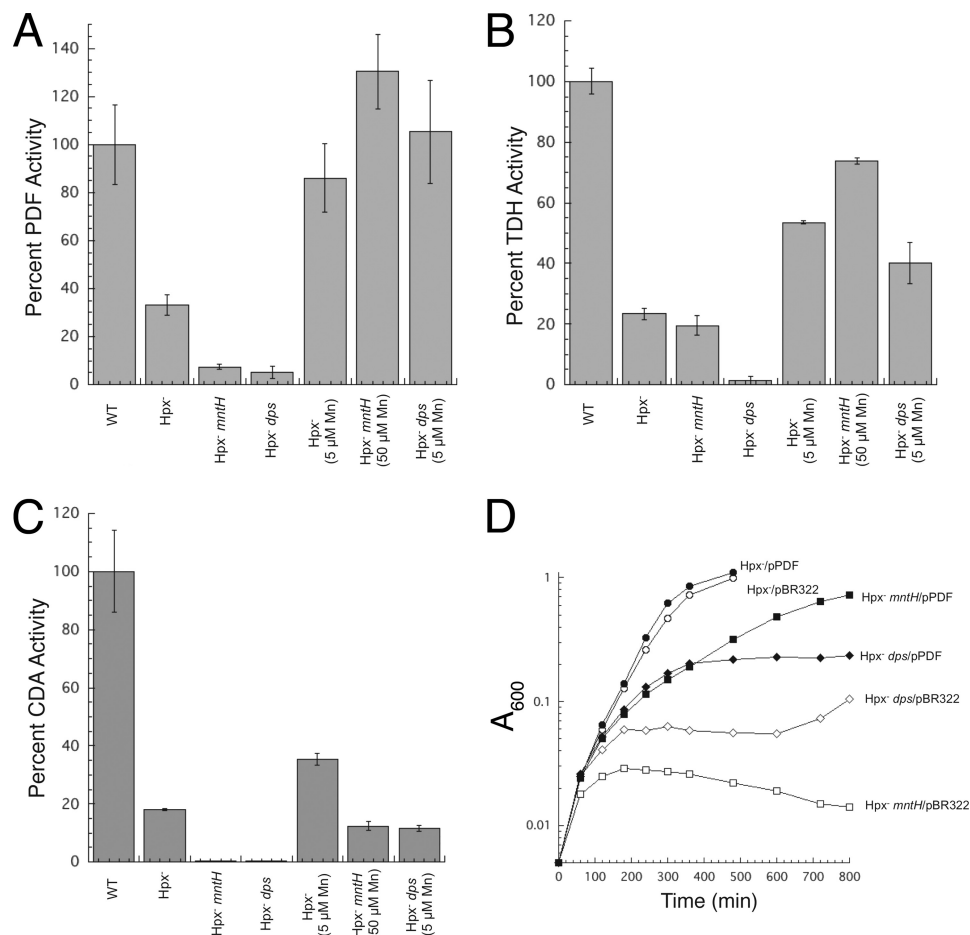 A
Percent PDF Activity
140
120
100
80
60
40
20
0
WT
Hpx-
Hpx- mntH
Hpx- dps
Hpx-
(5 µM Mn)
Hpx- mntH
(50 µM Mn)
Hpx- dps
(5 µM Mn)
B
Percent TDH Activity
120
100
80
60
40
20
0
WT
Hpx-
Hpx- mntH
Hpx- dps
Hpx-
(5 µM Mn)
Hpx- mntH
(50 µM Mn)
Hpx- dps
(5 µM Mn)
C
Percent CDA Activity
120
100
80
60
40
20
0
WT
Hpx-
Hpx- mntH
Hpx- dps
Hpx-
(5 µM Mn)
Hpx- mntH
(50 µM Mn)
Hpx- dps
(5 µM Mn)
D
A600
1
0.1
0.01
0 100 200 300 400 500 600 700 800
Time (min)
Hpx-/pPDF
Hpx-/pBR322
Hpx- mntH/pPDF
Hpx- dps/pPDF
Hpx- dps/pBR322
Hpx- mntH/pBR322